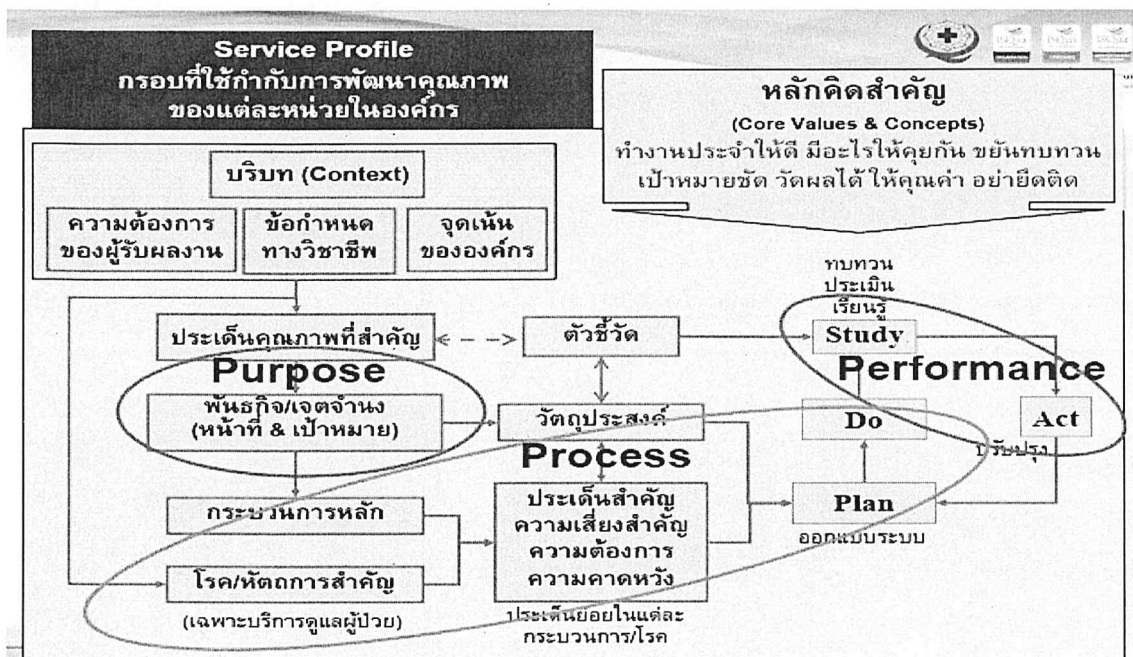 Service Profile
กรอบที่ใช้กำกับการพัฒนาคุณภาพ
ของแต่ละหน่วยในองค์กร
หลักคิดสำคัญ
(Core Values & Concepts)
ทำงานประจำให้ดี มีอะไรให้คุยกัน ขยันทบทวน
เป้าหมายชัด วัดผลได้ ให้คุณค่า อย่ายึดติด
บริบท (Context)
ความต้องการ
ของผู้รับผลงาน
ข้อกำหนด
ทางวิชาชีพ
จุดเน้น
ขององค์กร
ทบทวน
ประเมิน
เรียนรู้
ประเด็นคุณภาพที่สำคัญ
ตัวชี้วัด
Study
Purpose
Performance
พันธกิจ/เจตจำนง
(หน้าที่ & เป้าหมาย)
วัตถุประสงค์
Do
Act
ปรับปรุง
Process
กระบวนการหลัก
ประเด็นสำคัญ
ความเสี่ยงสำคัญ
ความต้องการ
ความคาดหวัง
Plan
ออกแบบระบบ
โรค/หัตถการสำคัญ
(เฉพาะบริการดูแลผู้ป่วย)
ประเด็นย่อยในแต่ละ
กระบวนการ/โรค